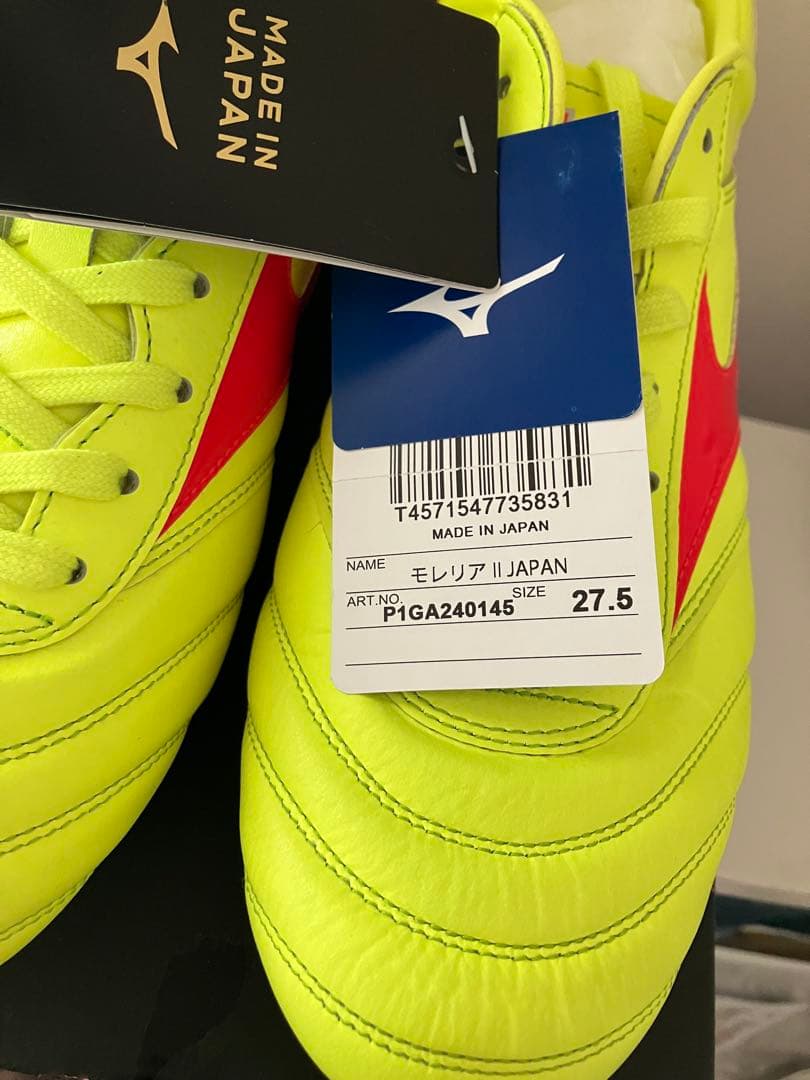 MADE IN
JAPAN
T4571547735831
MADE IN JAPAN
NAME モレリアⅡJAPAN
ART.NO. P1GA240145 SIZE 27.5